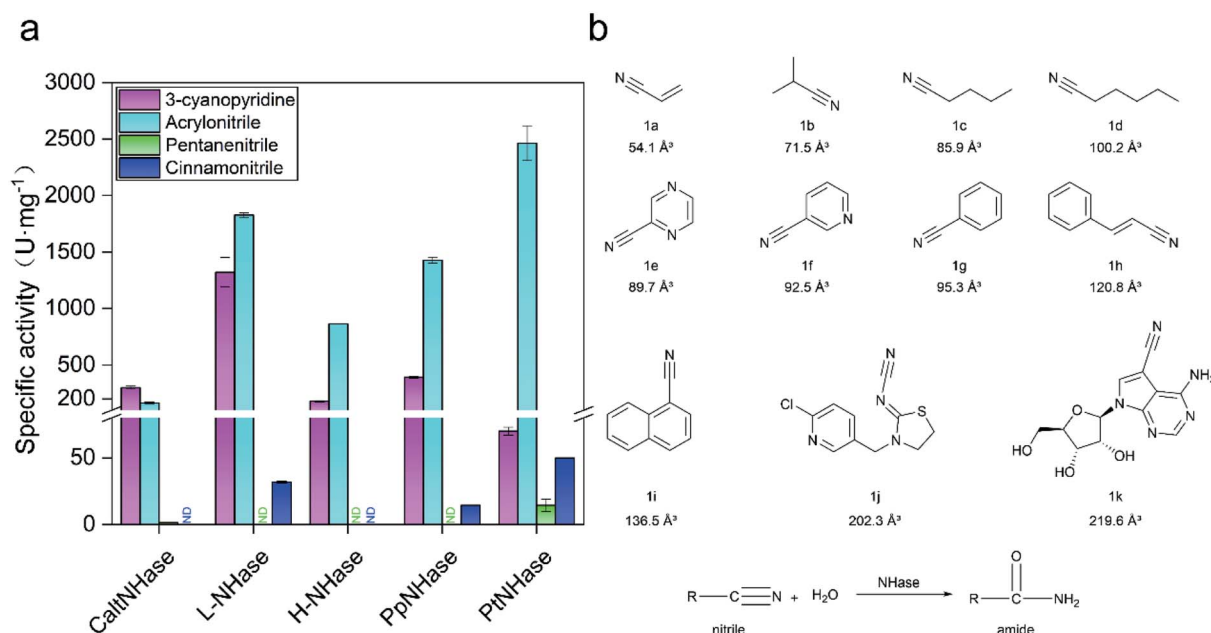 a
Specific activity (U·mg⁻¹)
3000
2500
2000
1500
1000
500
200
50
0
3-cyanopyridine
Acrylonitrile
Pentanenitrile
Cinnamonitrile
ND
ND
ND
ND
ND
CaltNHase
L-NHase
H-NHase
PpNHase
PtNHase
b
N
N
N
N
1a
1b
1c
1d
54.1 Å³
71.5 Å³
85.9 Å³
100.2 Å³
N
N
N
N
N
N
N
1e
1f
1g
1h
89.7 Å³
92.5 Å³
95.3 Å³
120.8 Å³
N
N
N
S
Cl
N
N
N
NH₂
N
N
N
O
HO
HO
OH
1i
1j
1k
136.5 Å³
202.3 Å³
219.6 Å³
R C N + H₂O
NHase
O
R C NH₂
nitrile
amide